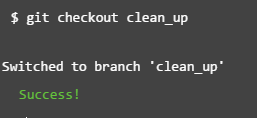 $ git checkout clean_up
Switched to branch 'clean_up'
Success!